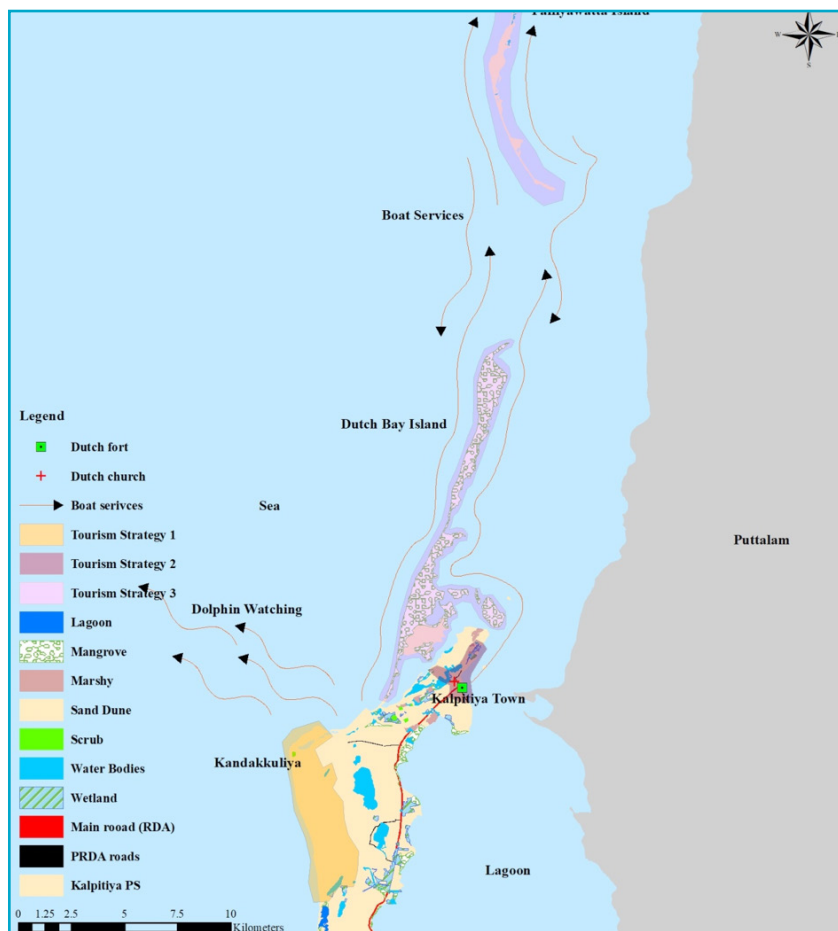 Island
W
S
Boat Services
Dutch Bay Island
Legend
Dutch fort
Dutch church
Boat serivces
Sea
Tourism Strategy 1
Tourism Strategy 2
Tourism Strategy 3
Puttalam
Dolphin Watching
Lagoon
Mangrove
Marshy
Sand Dune
Kalpitiya Town
Scrub
Water Bodies
Kandakkuliya
Wetland
Main rooad (RDA)
PRDA roads
Lagoon
Kalpitiya PS
0 1.25 2.5 5 7.5 10
Kilometers